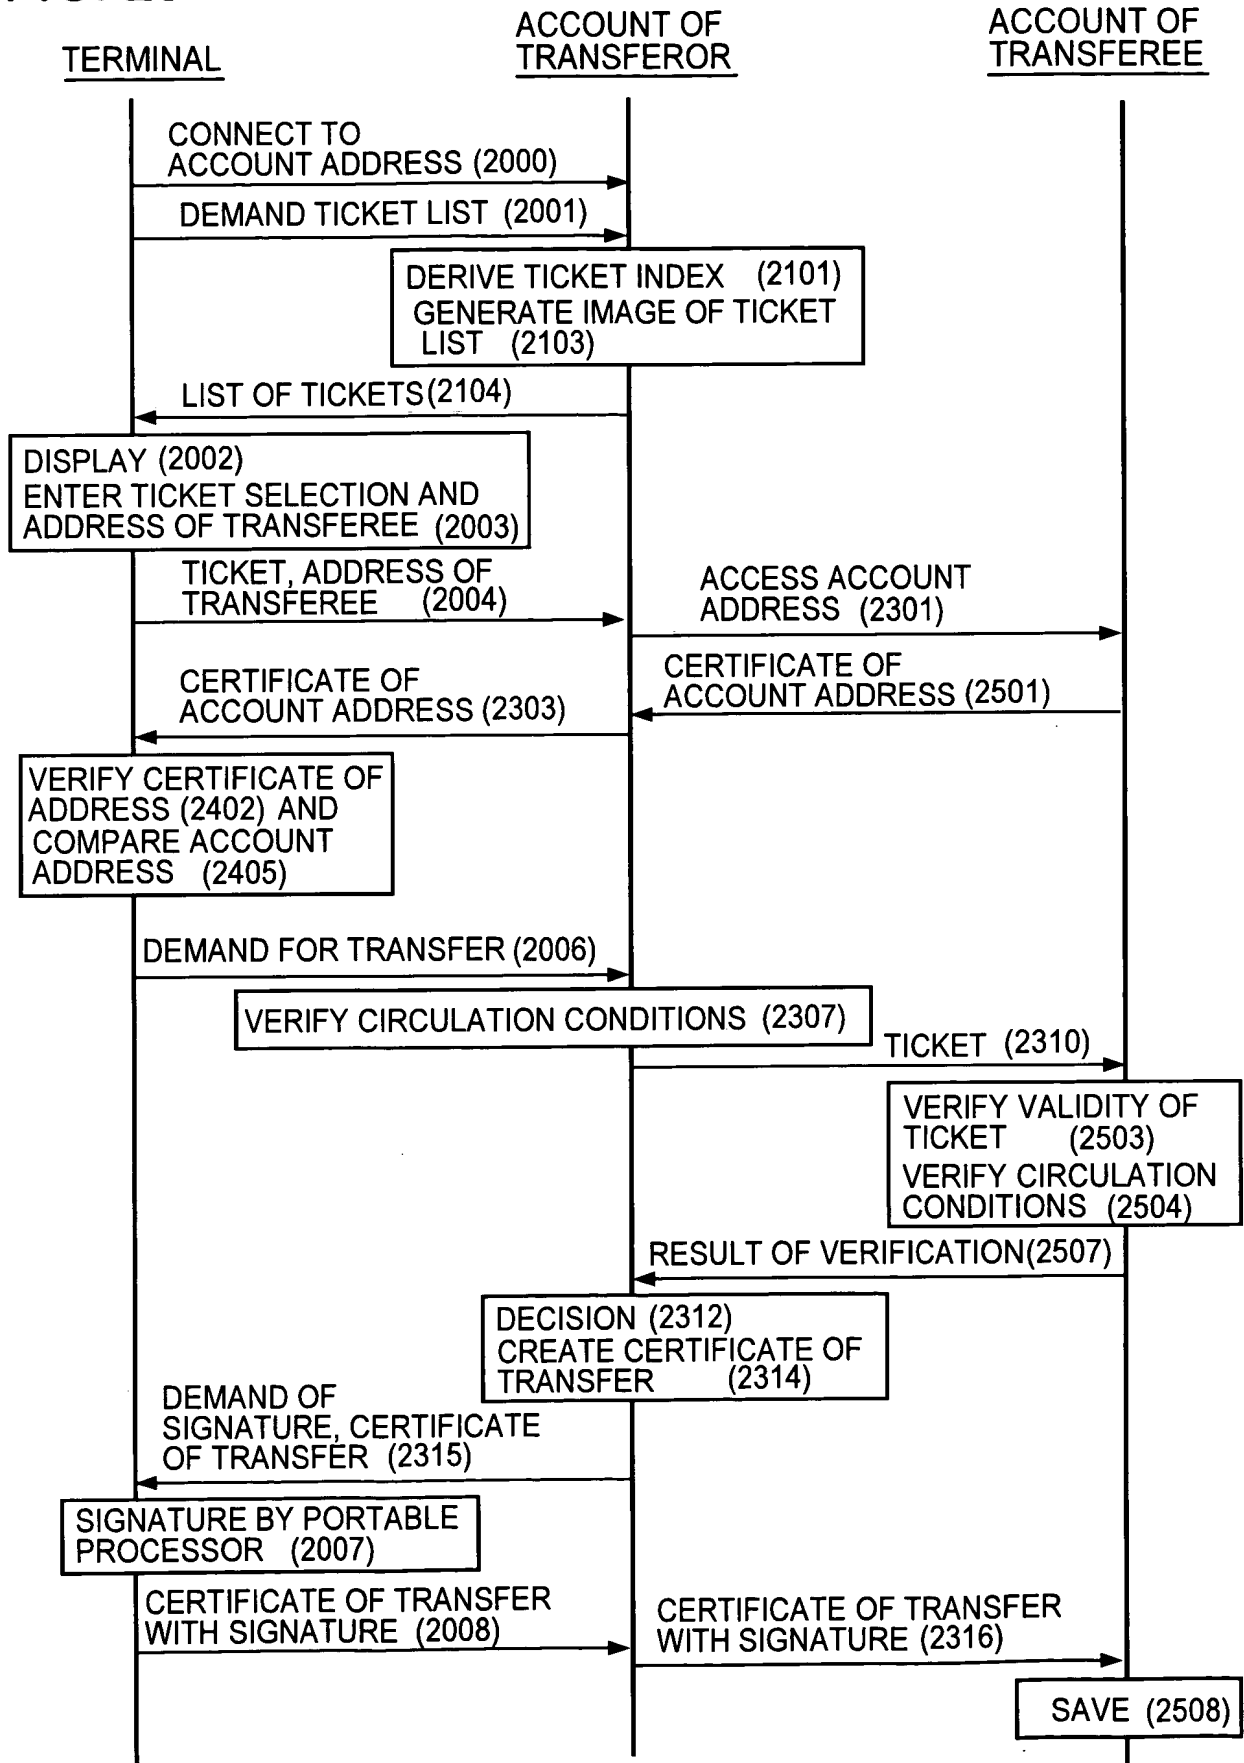 TERMINAL
ACCOUNT OF
TRANSFEROR
ACCOUNT OF
TRANSFEREE
CONNECT TO
ACCOUNT ADDRESS (2000)
DEMAND TICKET LIST (2001)
DERIVE TICKET INDEX (2101)
GENERATE IMAGE OF TICKET
LIST (2103)
LIST OF TICKETS(2104)
DISPLAY (2002)
ENTER TICKET SELECTION AND
ADDRESS OF TRANSFEREE (2003)
TICKET, ADDRESS OF
TRANSFEREE (2004)
ACCESS ACCOUNT
ADDRESS (2301)
CERTIFICATE OF
ACCOUNT ADDRESS (2501)
CERTIFICATE OF
ACCOUNT ADDRESS (2303)
VERIFY CERTIFICATE OF
ADDRESS (2402) AND
COMPARE ACCOUNT
ADDRESS (2405)
DEMAND FOR TRANSFER (2006)
VERIFY CIRCULATION CONDITIONS (2307)
TICKET (2310)
VERIFY VALIDITY OF
TICKET (2503)
VERIFY CIRCULATION
CONDITIONS (2504)
RESULT OF VERIFICATION(2507)
DECISION (2312)
CREATE CERTIFICATE OF
TRANSFER (2314)
DEMAND OF
SIGNATURE, CERTIFICATE
OF TRANSFER (2315)
SIGNATURE BY PORTABLE
PROCESSOR (2007)
CERTIFICATE OF TRANSFER
WITH SIGNATURE (2008)
CERTIFICATE OF TRANSFER
WITH SIGNATURE (2316)
SAVE (2508)